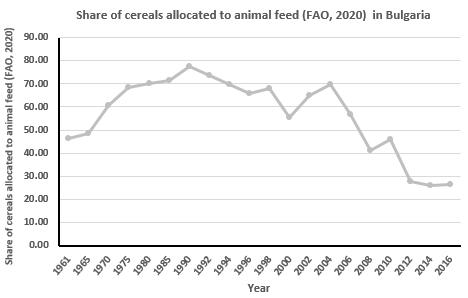 Share of cereals allocated to animal feed (FAO, 2020)  in Bulgaria
Share of cereals allocated to animal feed (FAO, 2020)
90.00
80.00
70.00
60.00
50.00
40.00
30.00
20.00
10.00
0.00
1961 1965 1970 1975 1980 1985 1990 1992 1994 1996 1998 2000 2002 2004 2006 2008 2010 2012 2014 2016
Year